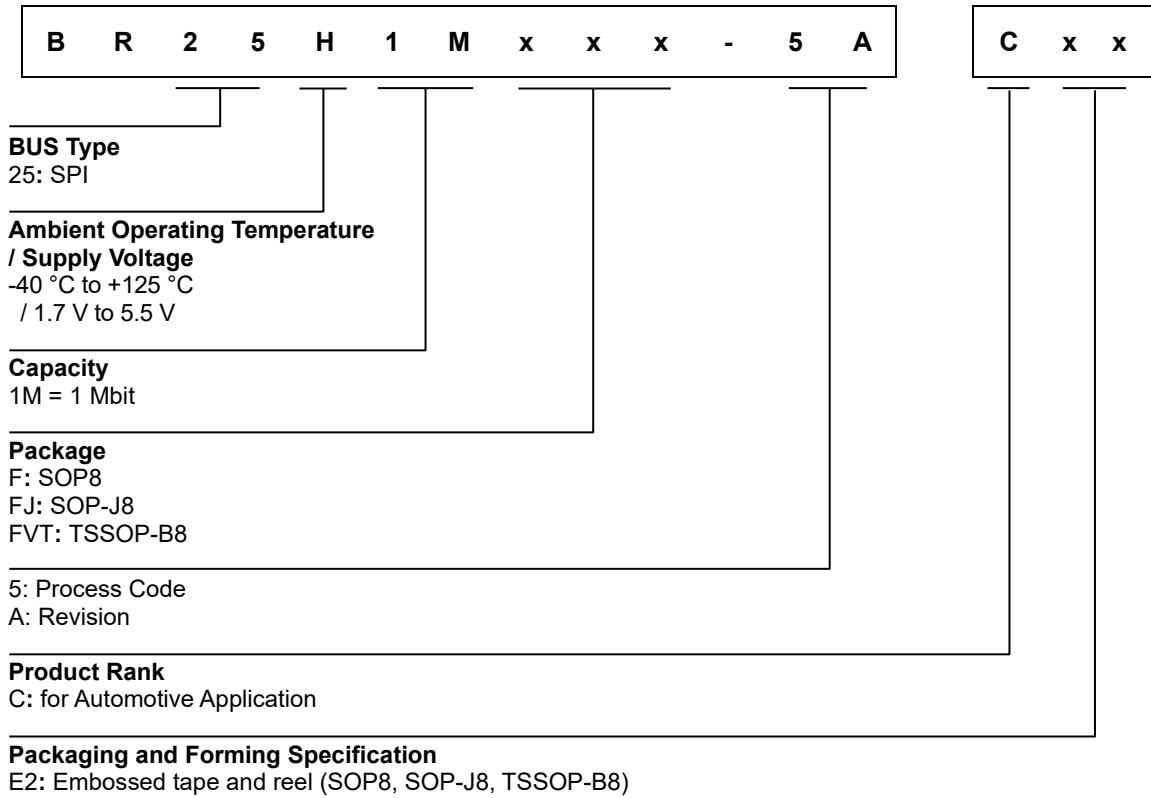 B R 2 5 H 1 M x x x - 5 A C x x
BUS Type
25: SPI
Ambient Operating Temperature
/ Supply Voltage
-40 °C to +125 °C
/ 1.7 V to 5.5 V
Capacity
1M = 1 Mbit
Package
F: SOP8
FJ: SOP-J8
FVT: TSSOP-B8
5: Process Code
A: Revision
Product Rank
C: for Automotive Application
Packaging and Forming Specification
E2: Embossed tape and reel (SOP8, SOP-J8, TSSOP-B8)